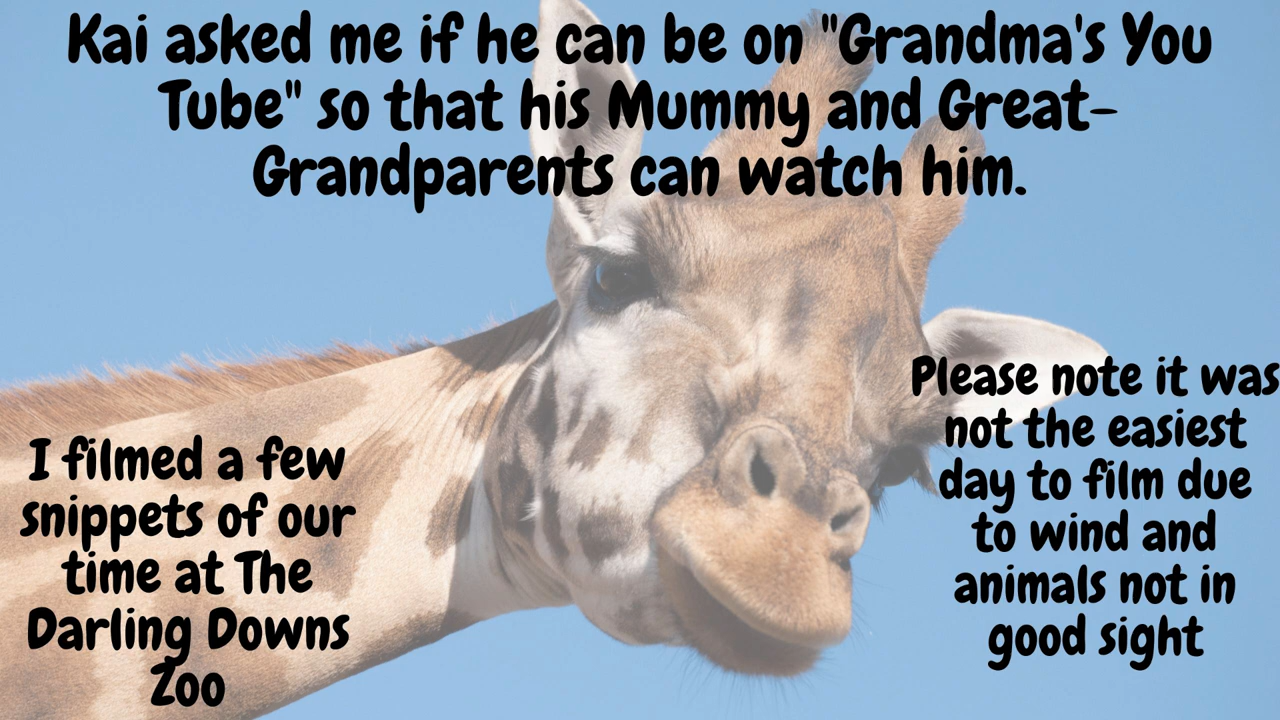 Kai asked me if he can be on "Grandma's You
Tube" so that his Mummy and Great-
Grandparents can watch him.
I filmed a few
snippets of our
time at The
Darling Downs
Zoo
Please note it was
not the easiest
day to film due
to wind and
animals not in
good sight